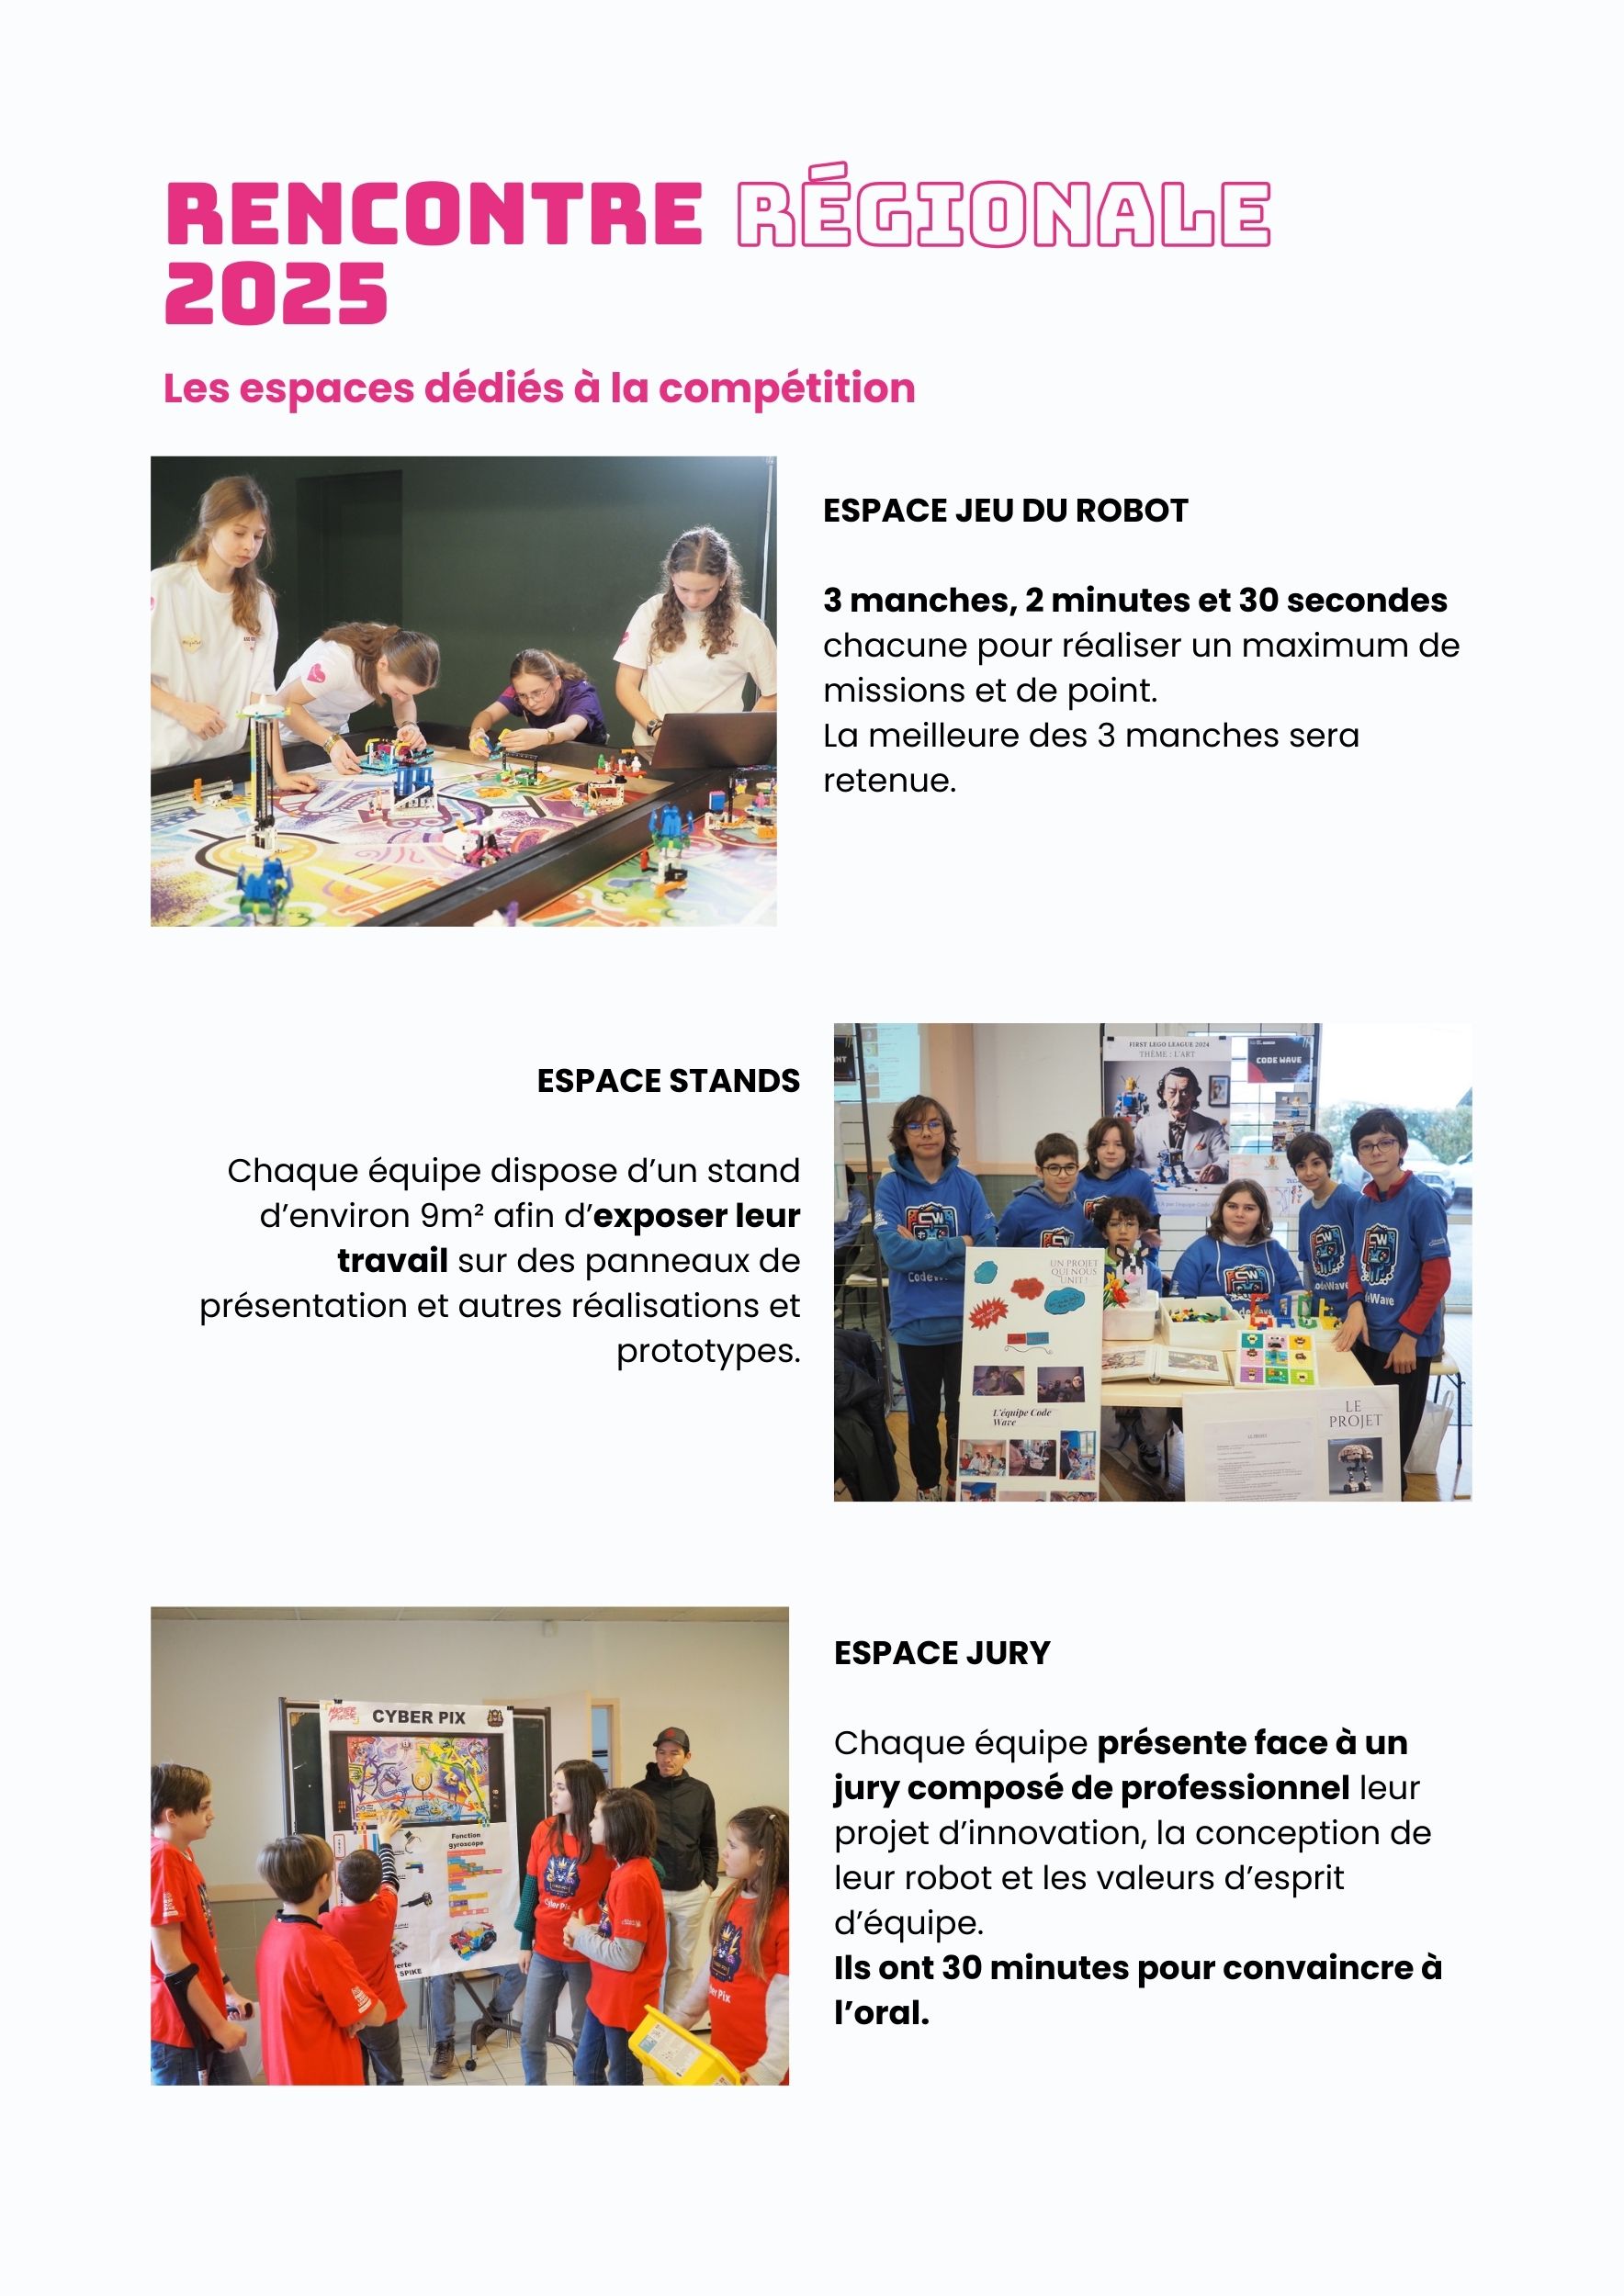 RENCONTRE RÉGIONALE
2025
Les espaces dédiés à la compétition
ESPACE JEU DU ROBOT
3 manches, 2 minutes et 30 secondes
chacune pour réaliser un maximum de
missions et de point.
La meilleure des 3 manches sera
retenue.
ESPACE STANDS
Chaque équipe dispose d’un stand
d’environ 9m² afin d’exposer leur
travail sur des panneaux de
présentation et autres réalisations et
prototypes.
FIRST LEGO LEAGUE 2024
THÈME : L'ART
CODE WAVE
CW
UN PROJET
QUI NOUS
UNIT !
L'équipe Code
Wave
LE
PROJET
ESPACE JURY
Chaque équipe présente face à un
jury composé de professionnel leur
projet d’innovation, la conception de
leur robot et les valeurs d’esprit
d’équipe.
Ils ont 30 minutes pour convaincre à
l’oral.
CYBER PIX
Fonction
gyroscope
SPIKE
Cyber Pix